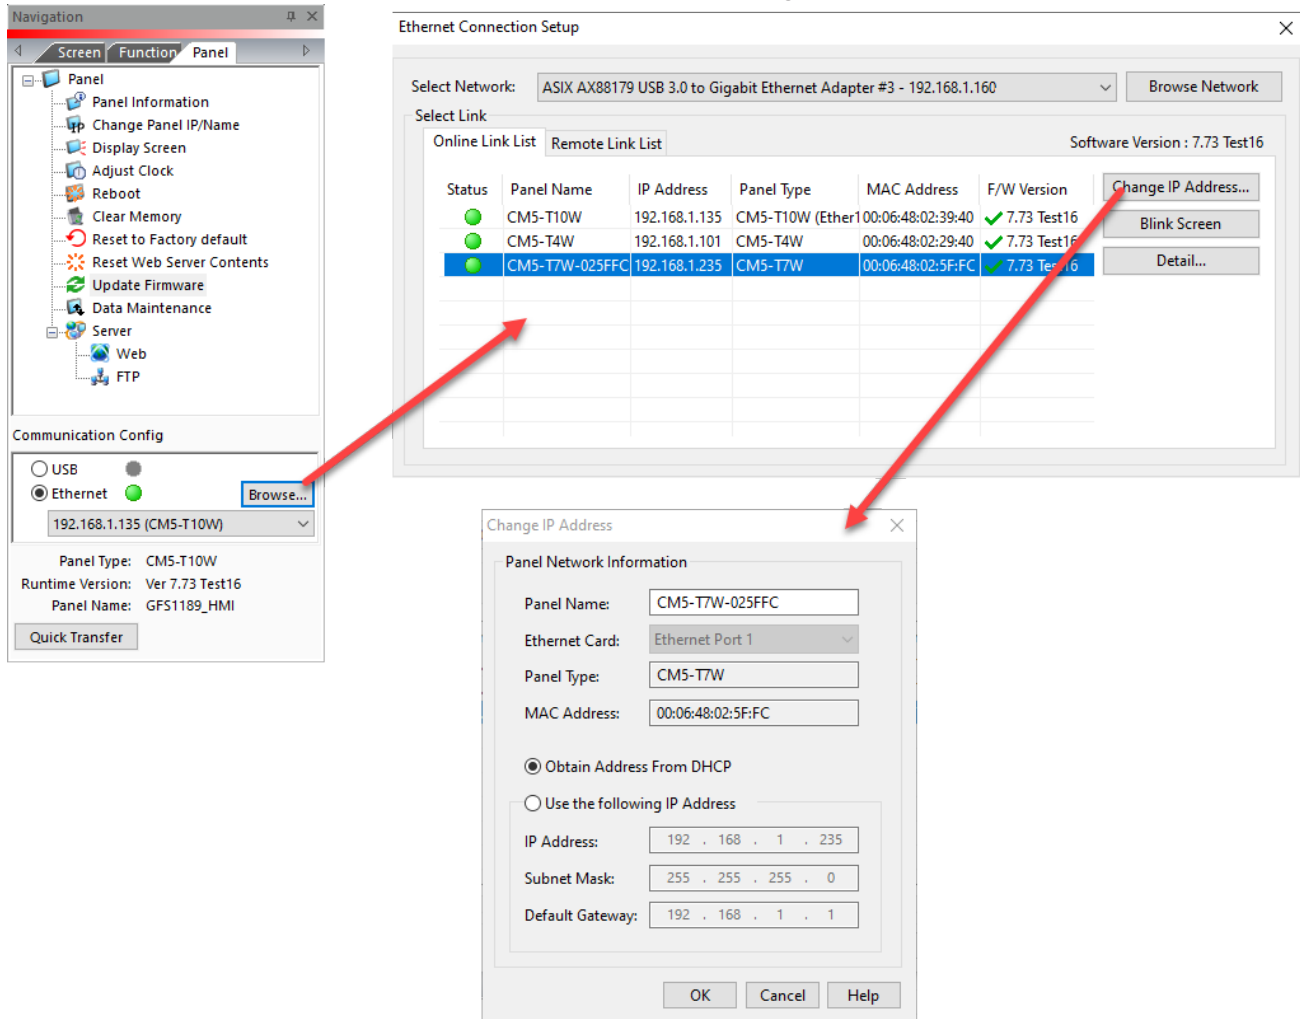 Navigation
Screen Function Panel
Panel
Panel Information
Change Panel IP/Name
Display Screen
Adjust Clock
Reboot
Clear Memory
Reset to Factory default
Reset Web Server Contents
Update Firmware
Data Maintenance
Server
Web
FTP
Communication Config
USB
Ethernet Browse...
192.168.1.135 (CM5-T10W)
Panel Type: CM5-T10W
Runtime Version: Ver 7.73 Test16
Panel Name: GFS1189_HMI
Quick Transfer
Ethernet Connection Setup
Select Network: ASIX AX88179 USB 3.0 to Gigabit Ethernet Adapter #3 - 192.168.1.160 Browse Network
Select Link
Online Link List Remote Link List Software Version : 7.73 Test16
Status Panel Name IP Address Panel Type MAC Address F/W Version Change IP Address...
CM5-T10W 192.168.1.135 CM5-T10W (Ether1 00:06:48:02:39:40 7.73 Test16
Blink Screen
CM5-T4W 192.168.1.101 CM5-T4W 00:06:48:02:29:40 7.73 Test16
CM5-T7W-025FFC 192.168.1.235 CM5-T7W 00:06:48:02:5F:FC 7.73 Test16 Detail...
Change IP Address
Panel Network Information
Panel Name: CM5-T7W-025FFC
Ethernet Card: Ethernet Port 1
Panel Type: CM5-T7W
MAC Address: 00:06:48:02:5F:FC
Obtain Address From DHCP
Use the following IP Address
IP Address: 192 . 168 . 1 . 235
Subnet Mask: 255 . 255 . 255 . 0
Default Gateway: 192 . 168 . 1 . 1
OK Cancel Help